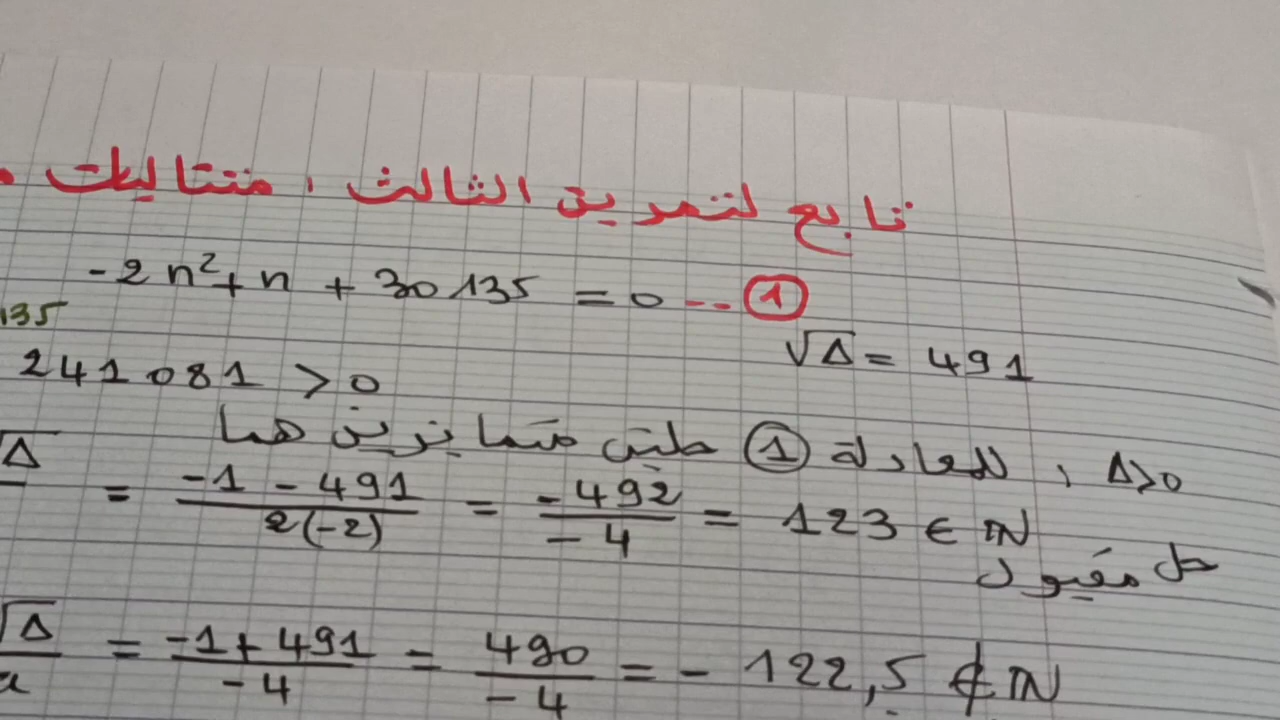 تابع لتمرين الثالث ، متتاليات .
-2n²+n + 30135 = 0 -- ①
135
√Δ = 491
241081 > 0
Δ>0 ، للمعادلة ① حلين متمايزين هما
√Δ = (-1 - 491)/(2(-2)) = (-492)/(-4) = 123 ∈ ℕ
حل مقبول
√Δ/a = (-1+491)/(-4) = 490/(-4) = -122,5 ∉ ℕ